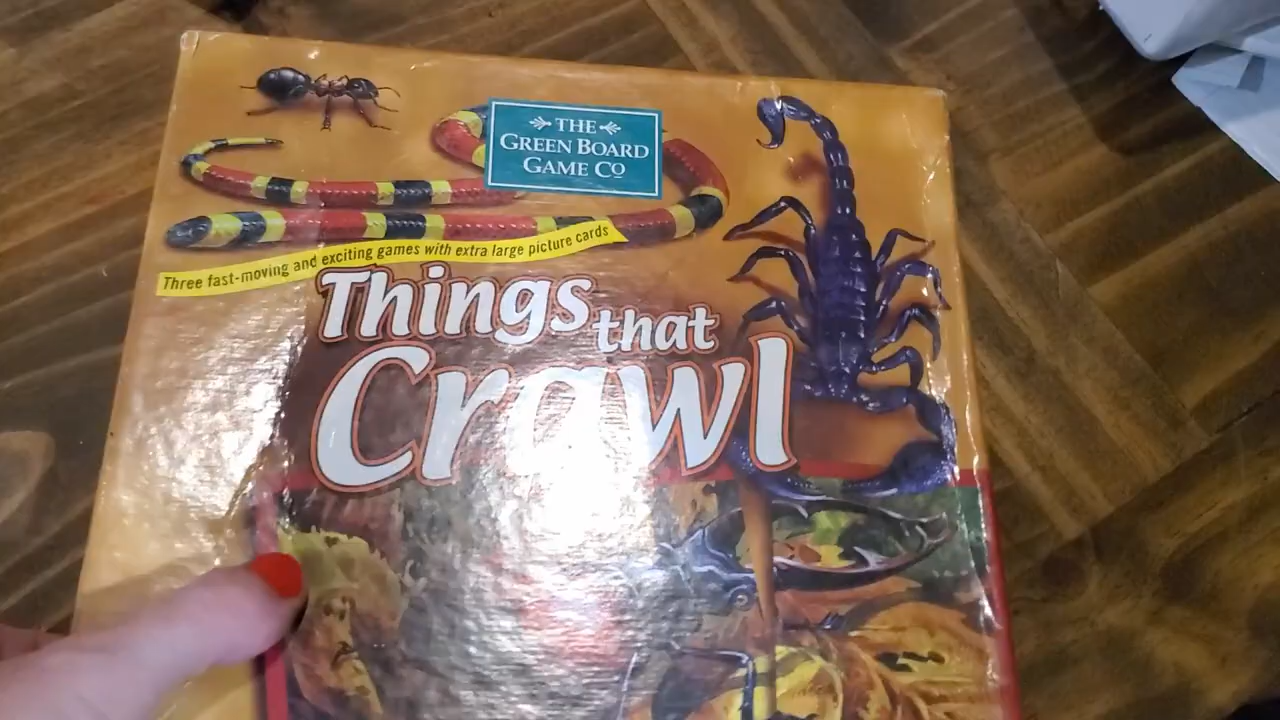 THE
GREEN BOARD
GAME CO
Three fast-moving and exciting games with extra large picture cards
Things that
Crawl